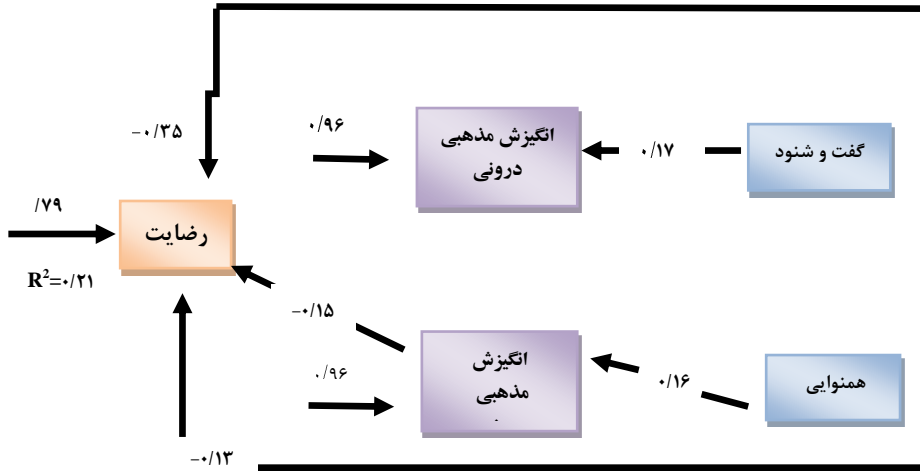 -۰/۳۵
۰/۹۶
انگیزش مذهبی
درونی
۰/۱۷
گفت و شنود
/۷۹
رضایت
R²=۰/۲۱
-۰/۱۵
انگیزش
مذهبی
۰/۹۶
۰/۱۶
همنوایی
-۰/۱۳